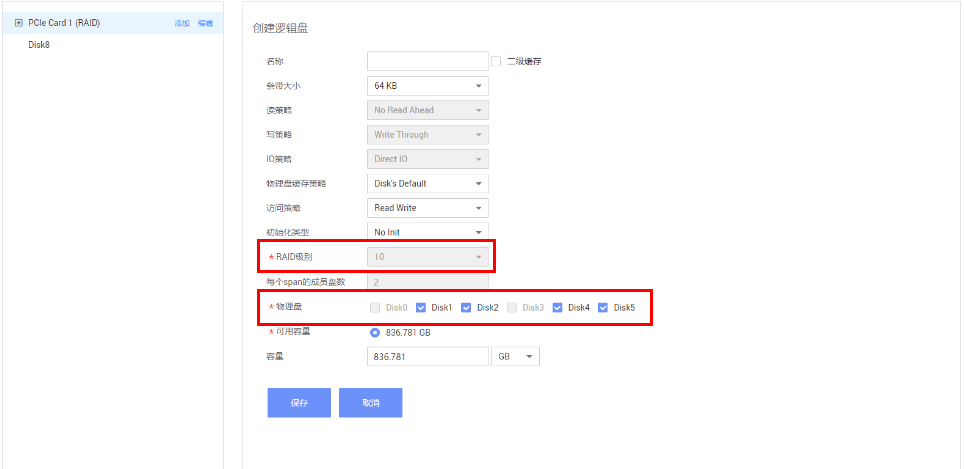 PCIe Card 1 (RAID) 添加 编辑
Disk8
创建逻辑盘
名称 二级缓存
条带大小 64 KB
读策略 No Read Ahead
写策略 Write Through
IO策略 Direct IO
物理盘缓存策略 Disk's Default
访问策略 Read Write
初始化类型 No Init
* RAID级别 10
每个span的成员盘数 2
* 物理盘 Disk0 Disk1 Disk2 Disk3 Disk4 Disk5
* 可用容量 836.781 GB
容量 836.781 GB
保存 取消